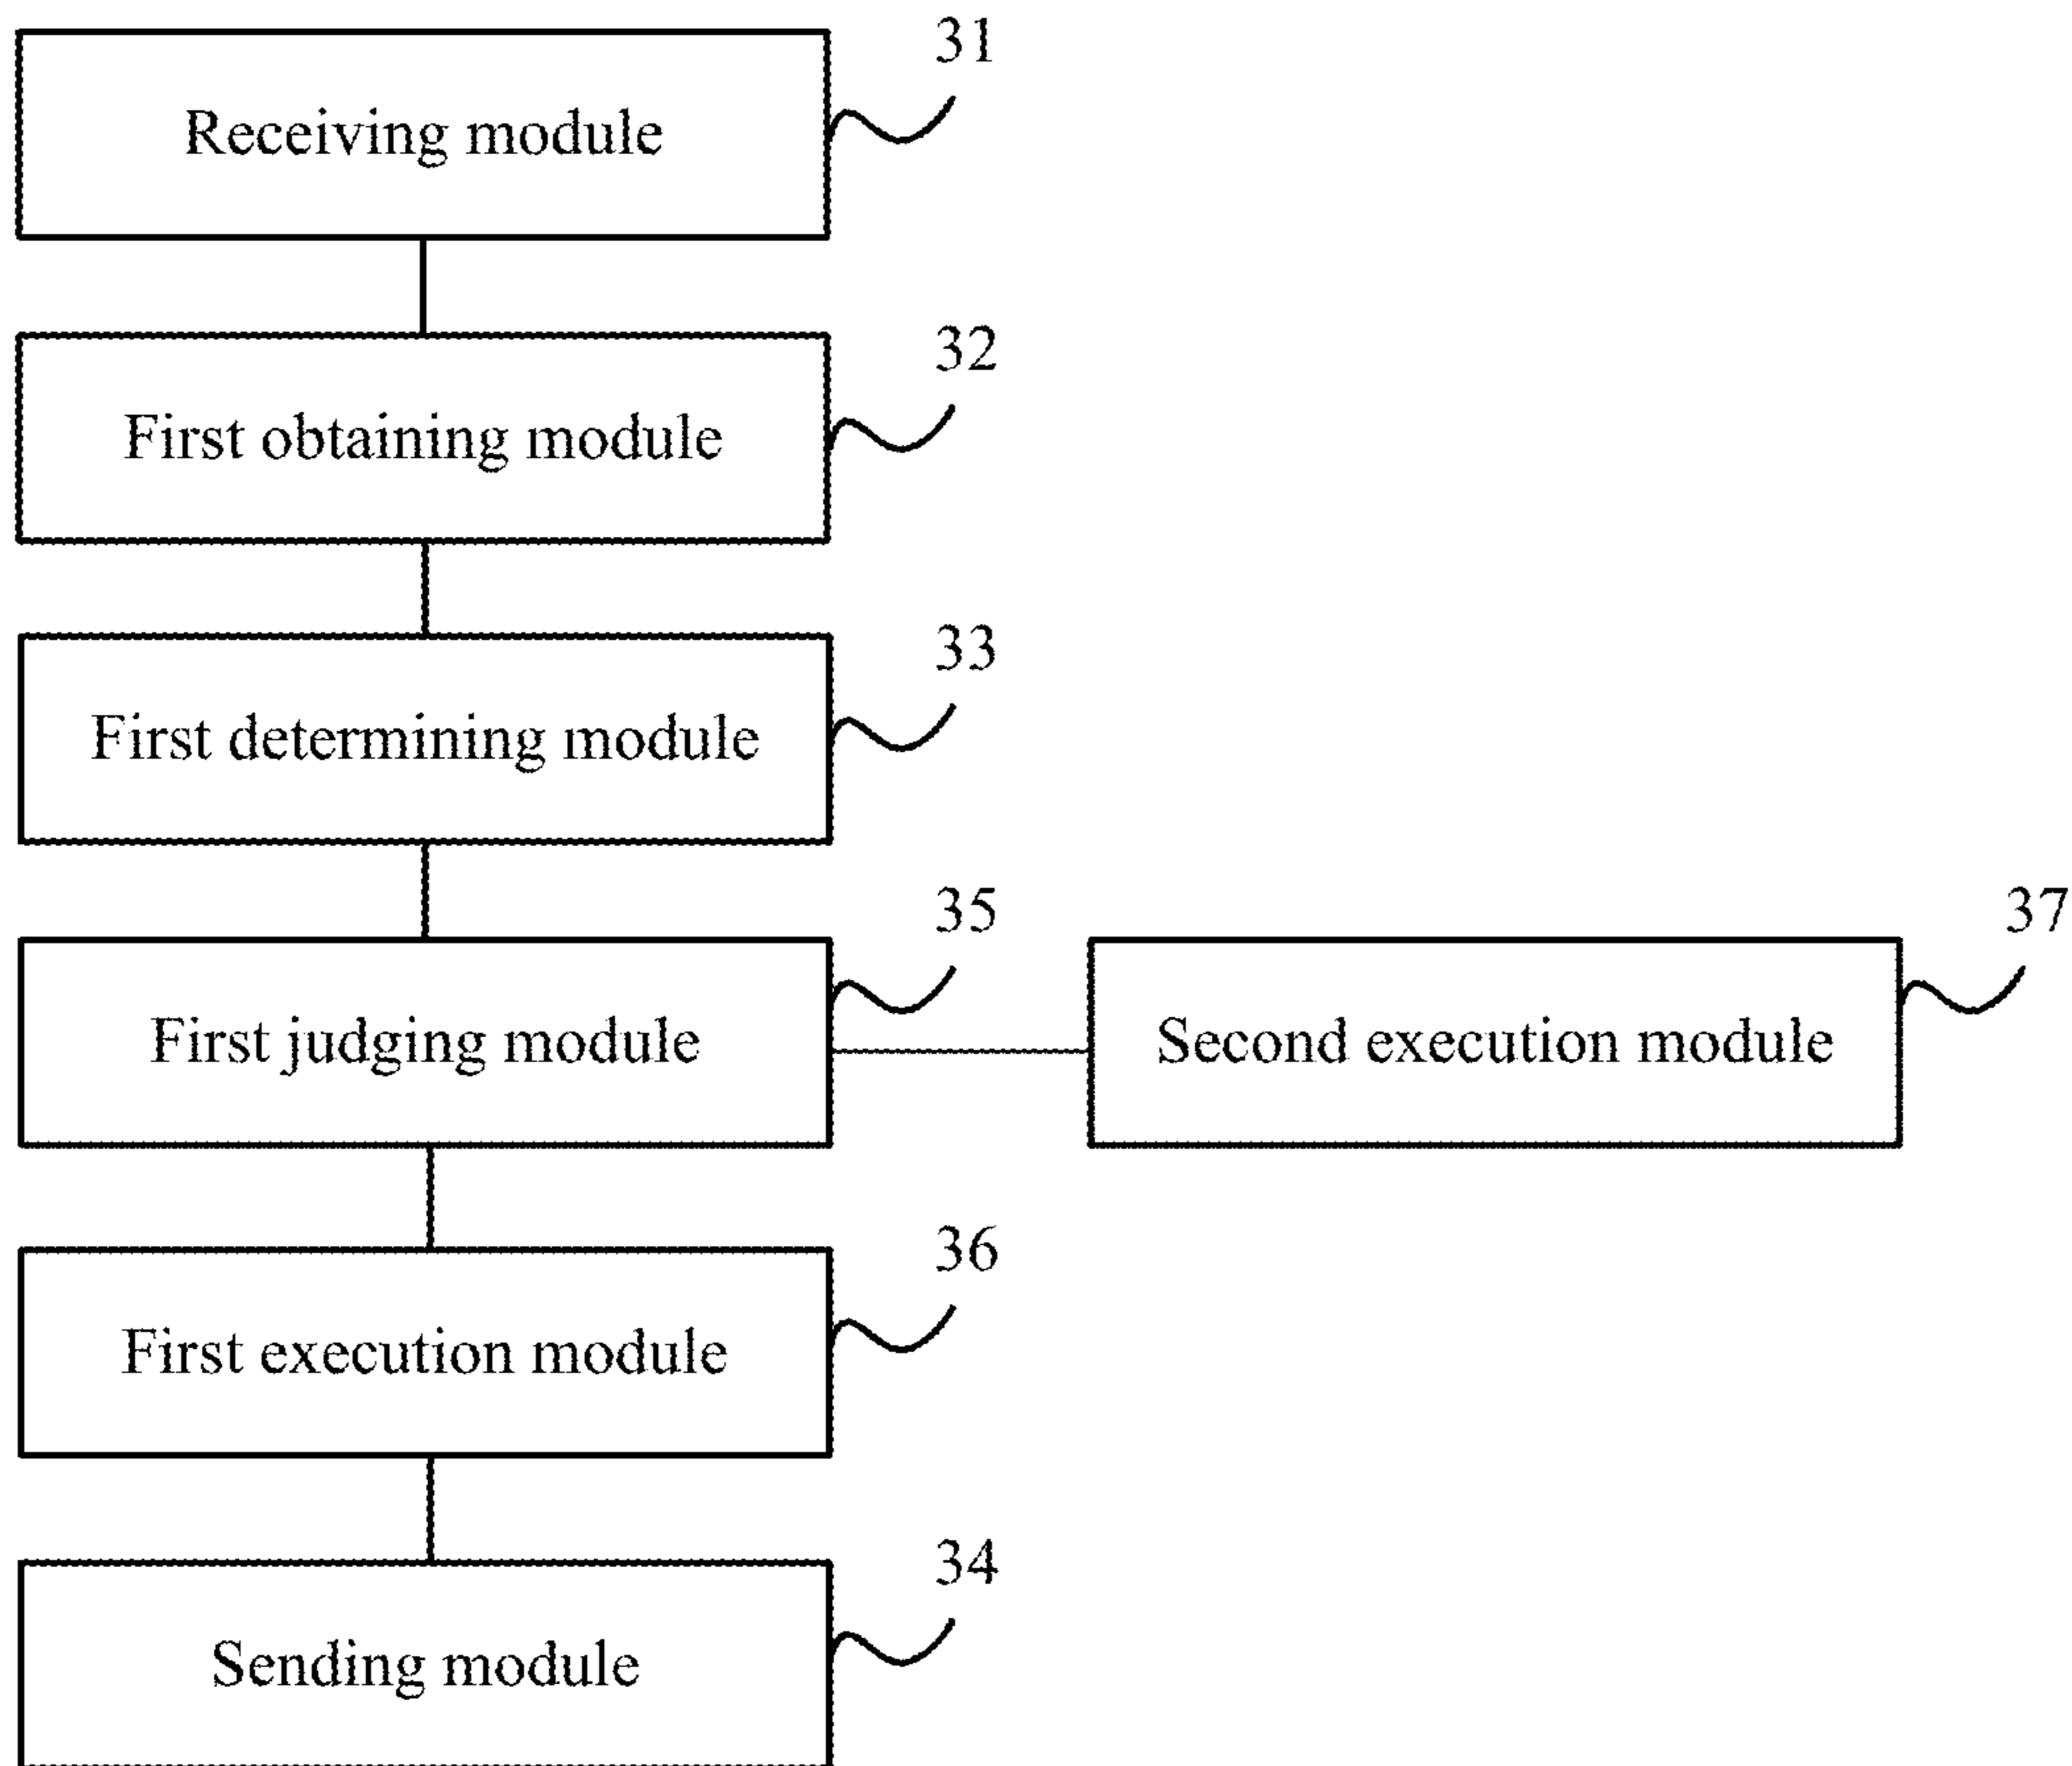 31
Receiving module
32
First obtaining module
33
First determining module
35
37
First judging module
Second execution module
36
First execution module
34
Sending module